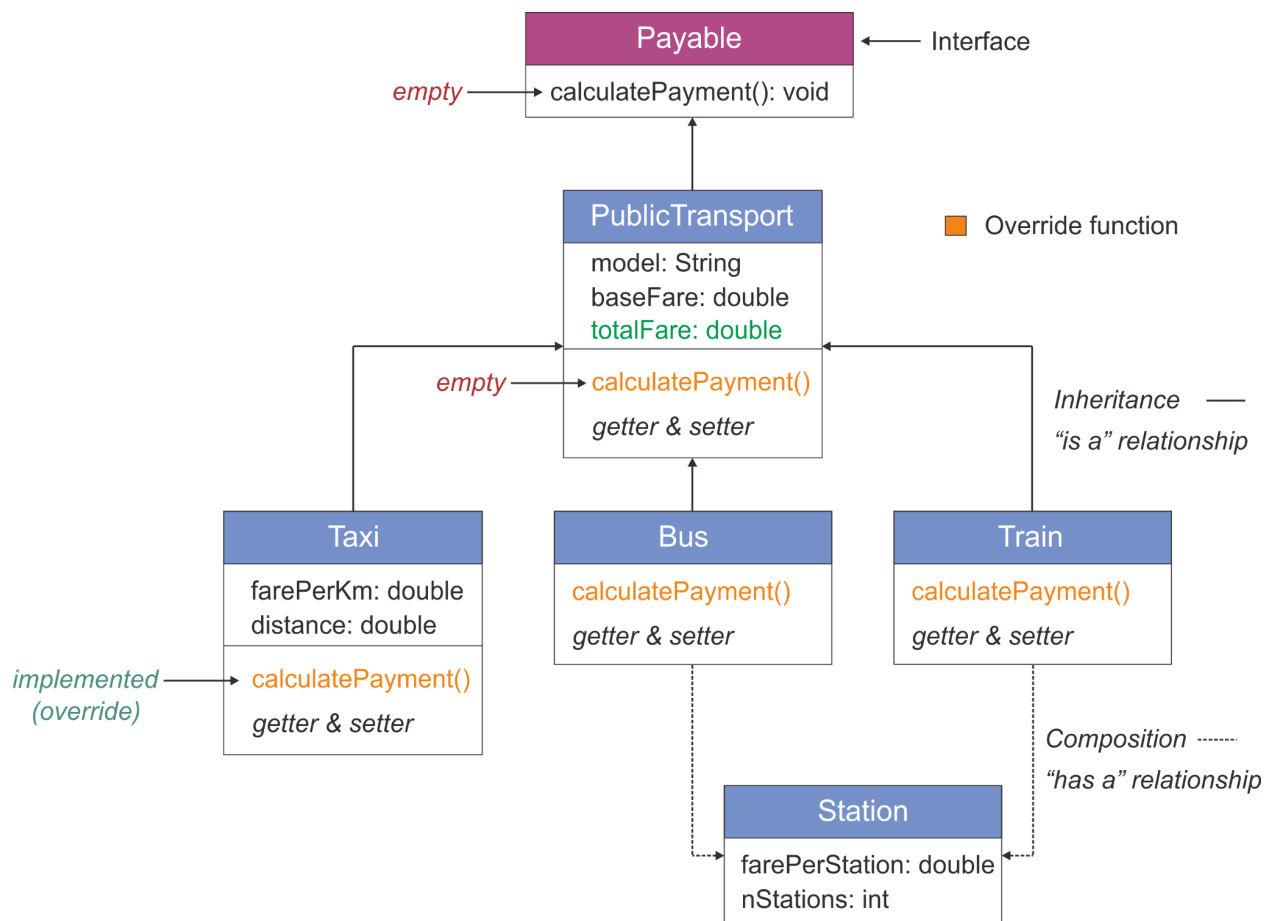 Payable
Interface
empty
calculatePayment(): void
PublicTransport
Override function
model: String
baseFare: double
totalFare: double
empty
calculatePayment()
getter & setter
Inheritance
“is a” relationship
Taxi
farePerKm: double
distance: double
implemented
(override)
calculatePayment()
getter & setter
Bus
calculatePayment()
getter & setter
Train
calculatePayment()
getter & setter
Composition
“has a” relationship
Station
farePerStation: double
nStations: int